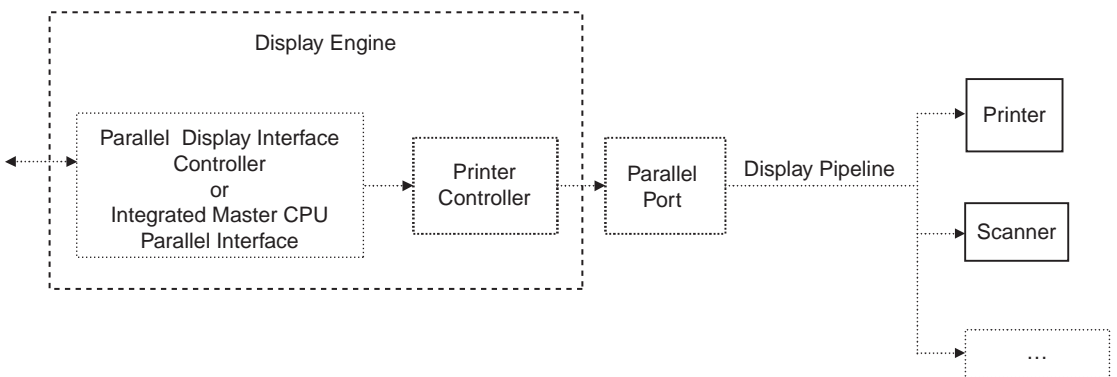 Display Engine
Parallel Display Interface
Controller
or
Integrated Master CPU
Parallel Interface
Printer
Controller
Parallel
Port
Display Pipeline
Printer
Scanner
…